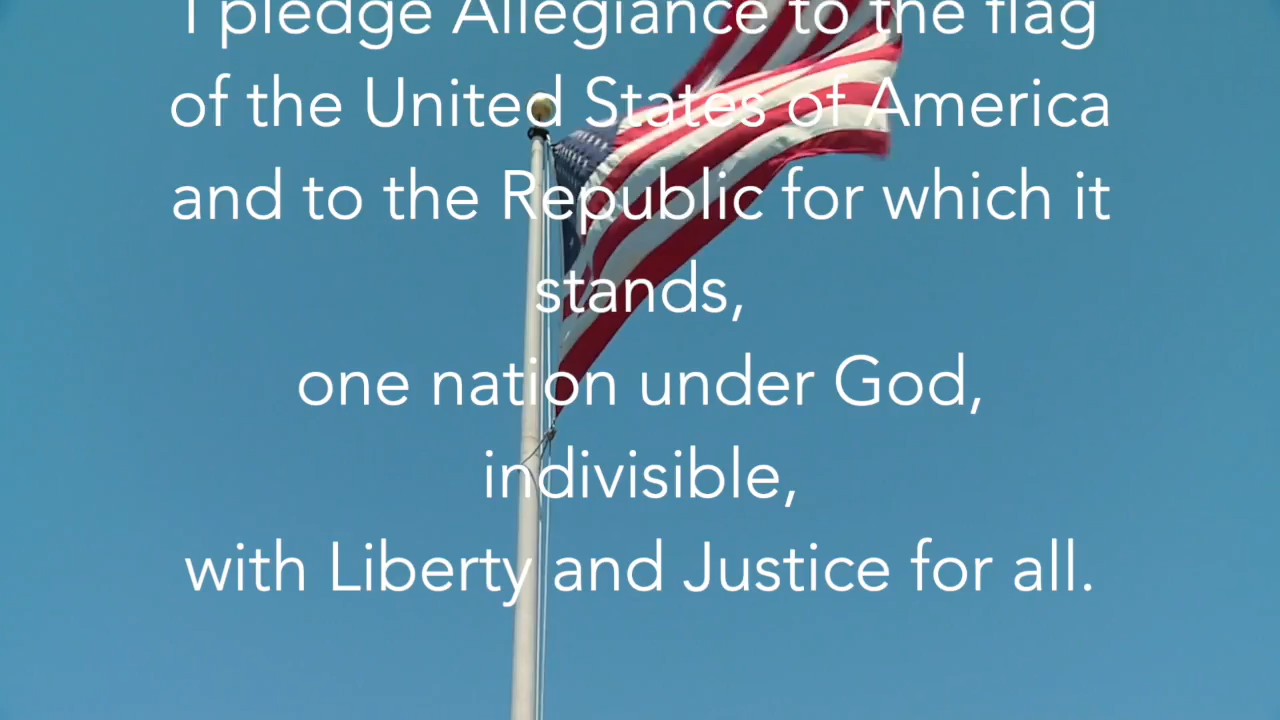 I pledge Allegiance to the flag
of the United States of America
and to the Republic for which it
stands,
one nation under God,
indivisible,
with Liberty and Justice for all.